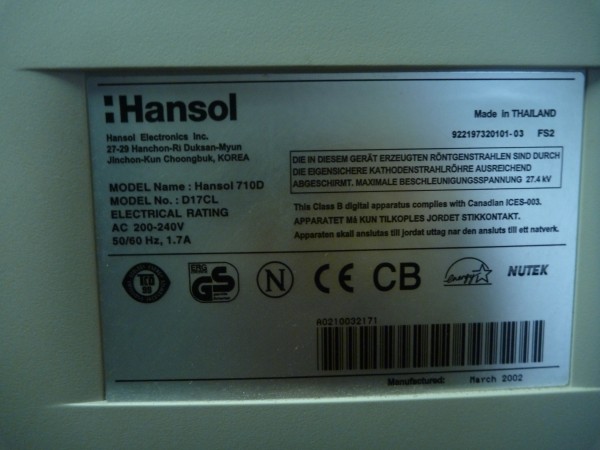 Hansol
Hansol Electronics Inc.
27-29 Hanchon-Ri Duksan-Myun
Jinchon-Kun Choongbuk, KOREA
MODEL Name : Hansol 710D
MODEL No. : D17CL
ELECTRICAL RATING
AC 200-240V
50/60 Hz, 1.7A
Made in THAILAND
922197320101-03 FS2
DIE IN DIESEM GERÄT ERZEUGTEN RÖNTGENSTRAHLEN SIND DURCH
DIE EIGENSICHERE KATHODENSTRAHLRÖHRE AUSREICHEND
ABGESCHIRMT. MAXIMALE BESCHLEUNIGUNGSSPANNUNG 27.4 kV
This Class B digital apparatus complies with Canadian ICES-003.
APPARATET Må KUN TILKOPLES JORDET STIKKONTAKT.
Apparaten skall anslutas till jordat uttag nar den ansluts till ett natverk.
TCO
99
GS
N
CE
CB
energy
NUTEK
A0210032171
Manufactured: March 2002